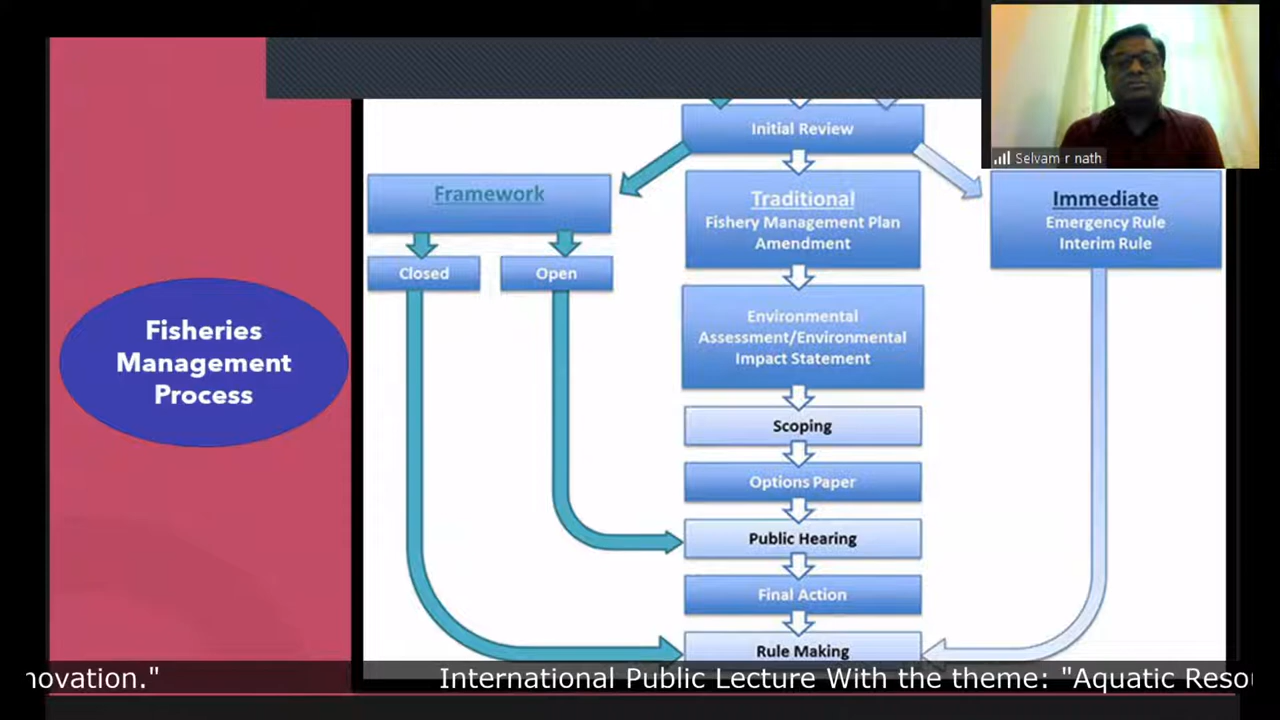 Selvam r nath
Fisheries
Management
Process
Initial Review
Framework
Closed
Open
Traditional
Fishery Management Plan
Amendment
Immediate
Emergency Rule
Interim Rule
Environmental
Assessment/Environmental
Impact Statement
Scoping
Options Paper
Public Hearing
Final Action
Rule Making
novation." International Public Lecture With the theme: "Aquatic Reso